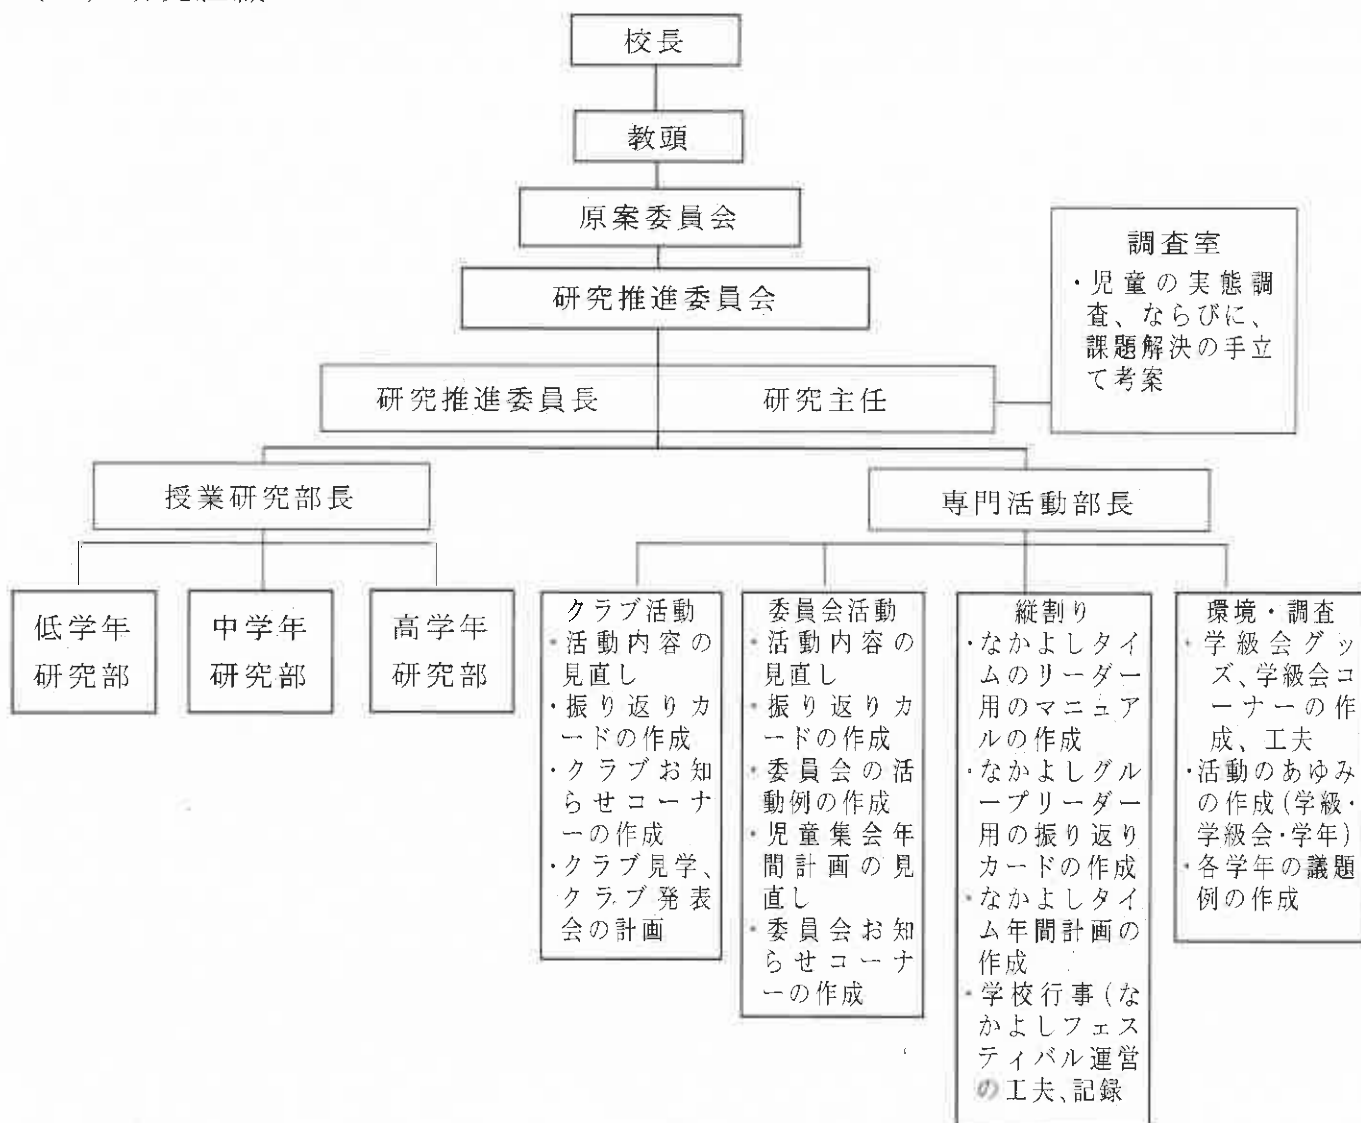 校長
教頭
原案委員会
研究推進委員会
調査室
・児童の実態調
査、ならびに、
課題解決の手立
て考案
研究推進委員長
研究主任
授業研究部長
専門活動部長
低学年
研究部
中学年
研究部
高学年
研究部
クラブ活動
・活動内容の
見直し
・振り返りカ
ードの作成
・クラブお知
らせコーナ
ーの作成
・クラブ見学、
クラブ発表
会の計画
委員会活動
・活動内容の
見直し
・振り返りカ
ードの作成
・委員会の活
動例の作成
・児童集会年
間計画の見
直し
・委員会お知
らせコーナ
ーの作成
縦割り
・なかよしタイ
ムのリーダー
用のマニュア
ルの作成
・なかよしグル
ープリーダー
用の振り返り
カードの作成
・なかよしタイ
ム年間計画の
作成
・学校行事(な
かよしフェス
ティバル運営
の工夫、記録
環境・調査
・学級会グッ
ズ、学級会コ
ーナーの作
成、工夫
・活動のあゆみ
の作成(学級・
学級会・学年)
・各学年の議題
例の作成